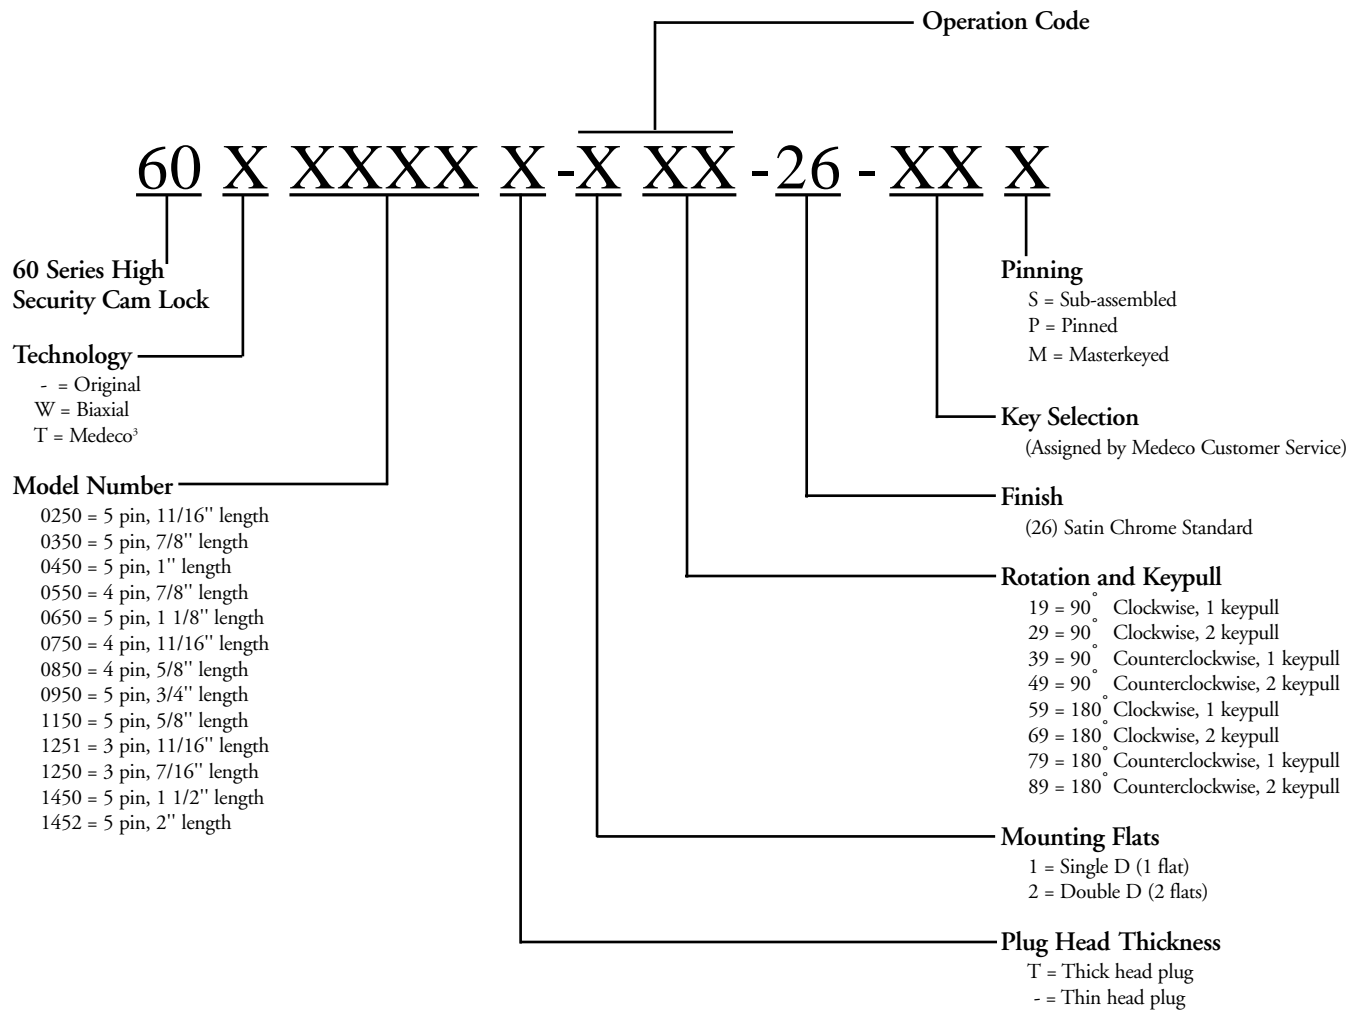 Operation Code
60 X XXXX X -X XX -26 - XX X
60 Series High
Security Cam Lock
Technology
- = Original
W = Biaxial
T = Medeco³
Model Number
0250 = 5 pin, 11/16" length
0350 = 5 pin, 7/8" length
0450 = 5 pin, 1" length
0550 = 4 pin, 7/8" length
0650 = 5 pin, 1 1/8" length
0750 = 4 pin, 11/16" length
0850 = 4 pin, 5/8" length
0950 = 5 pin, 3/4" length
1150 = 5 pin, 5/8" length
1251 = 3 pin, 11/16" length
1250 = 3 pin, 7/16" length
1450 = 5 pin, 1 1/2" length
1452 = 5 pin, 2" length
Pinning
S = Sub-assembled
P = Pinned
M = Masterkeyed
Key Selection
(Assigned by Medeco Customer Service)
Finish
(26) Satin Chrome Standard
Rotation and Keypull
19 = 90° Clockwise, 1 keypull
29 = 90° Clockwise, 2 keypull
39 = 90° Counterclockwise, 1 keypull
49 = 90° Counterclockwise, 2 keypull
59 = 180° Clockwise, 1 keypull
69 = 180° Clockwise, 2 keypull
79 = 180° Counterclockwise, 1 keypull
89 = 180° Counterclockwise, 2 keypull
Mounting Flats
1 = Single D (1 flat)
2 = Double D (2 flats)
Plug Head Thickness
T = Thick head plug
- = Thin head plug